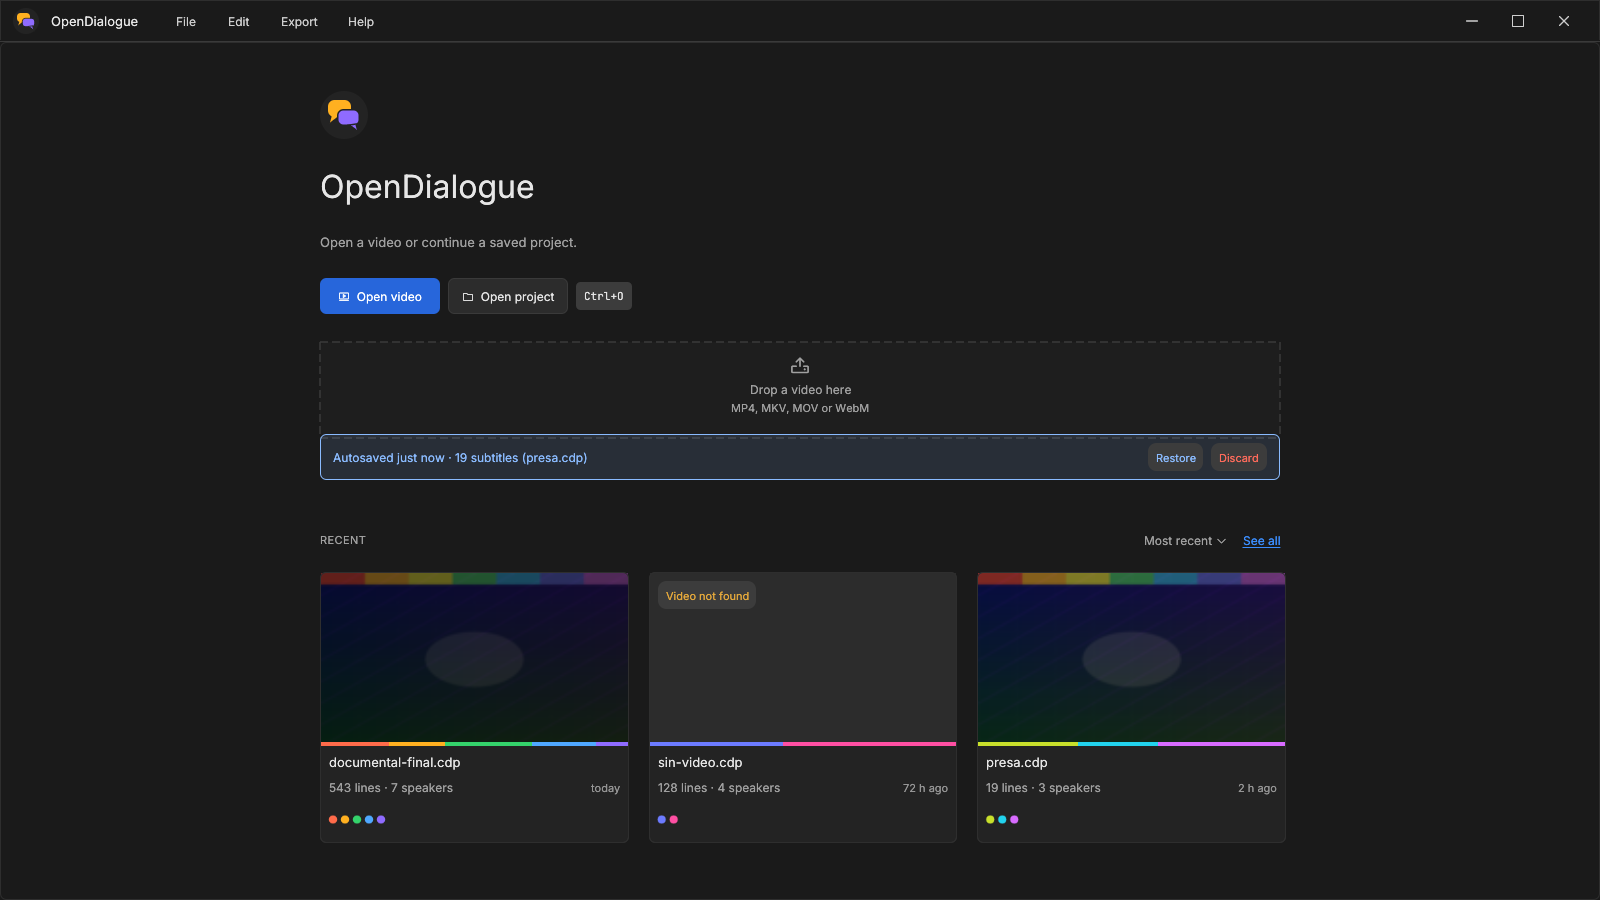 OpenDialogue File Edit Export Help
OpenDialogue
Open a video or continue a saved project.
Open video Open project Ctrl+O
Drop a video here
MP4, MKV, MOV or WebM
Autosaved just now · 19 subtitles (presa.cdp) Restore Discard
RECENT Most recent See all
Video not found
documental-final.cdp sin-video.cdp presa.cdp
543 lines · 7 speakers today 128 lines · 4 speakers 72 h ago 19 lines · 3 speakers 2 h ago